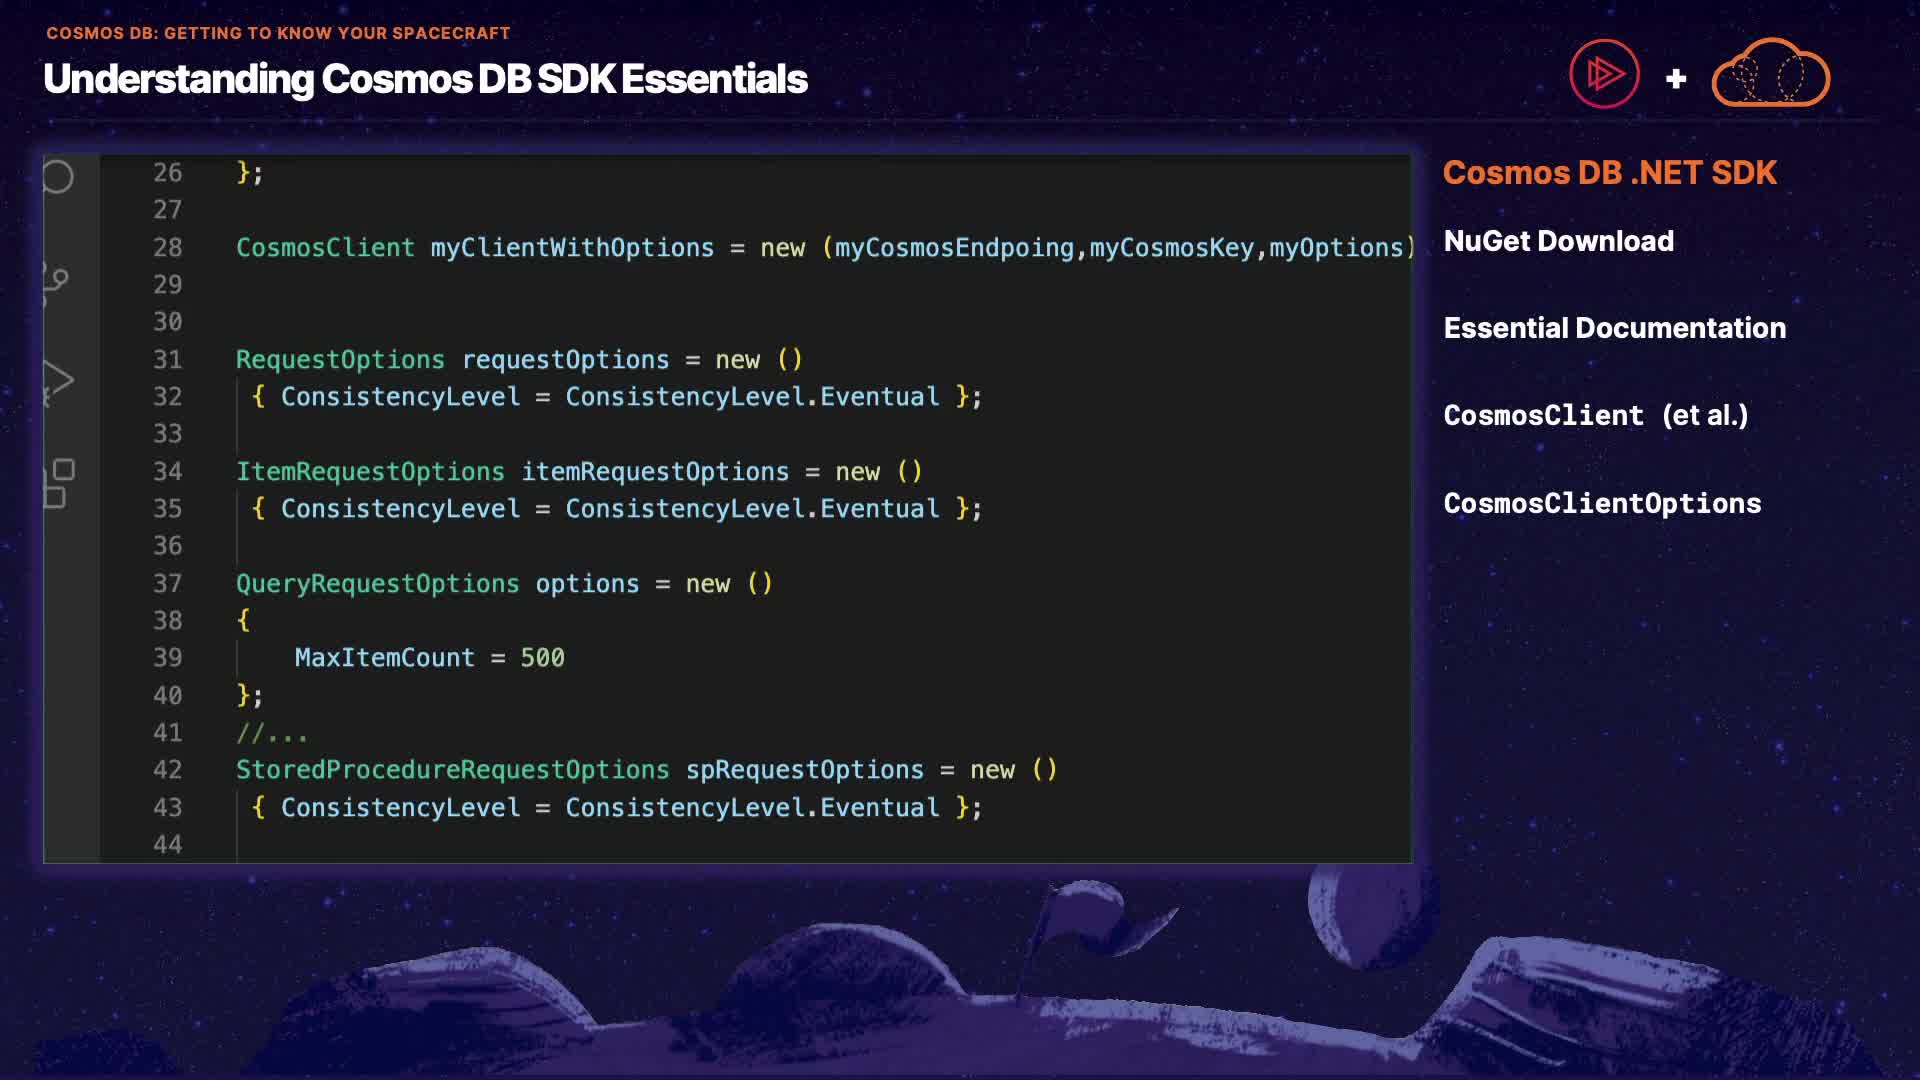 COSMOS DB: GETTING TO KNOW YOUR SPACECRAFT
Understanding Cosmos DB SDK Essentials
+
26 };
27
28 CosmosClient myClientWithOptions = new (myCosmosEndpoing,myCosmosKey,myOptions)
29
30
31 RequestOptions requestOptions = new ()
32 { ConsistencyLevel = ConsistencyLevel.Eventual };
33
34 ItemRequestOptions itemRequestOptions = new ()
35 { ConsistencyLevel = ConsistencyLevel.Eventual };
36
37 QueryRequestOptions options = new ()
38 {
39 MaxItemCount = 500
40 };
41 //...
42 StoredProcedureRequestOptions spRequestOptions = new ()
43 { ConsistencyLevel = ConsistencyLevel.Eventual };
44
Cosmos DB .NET SDK
NuGet Download
Essential Documentation
CosmosClient (et al.)
CosmosClientOptions